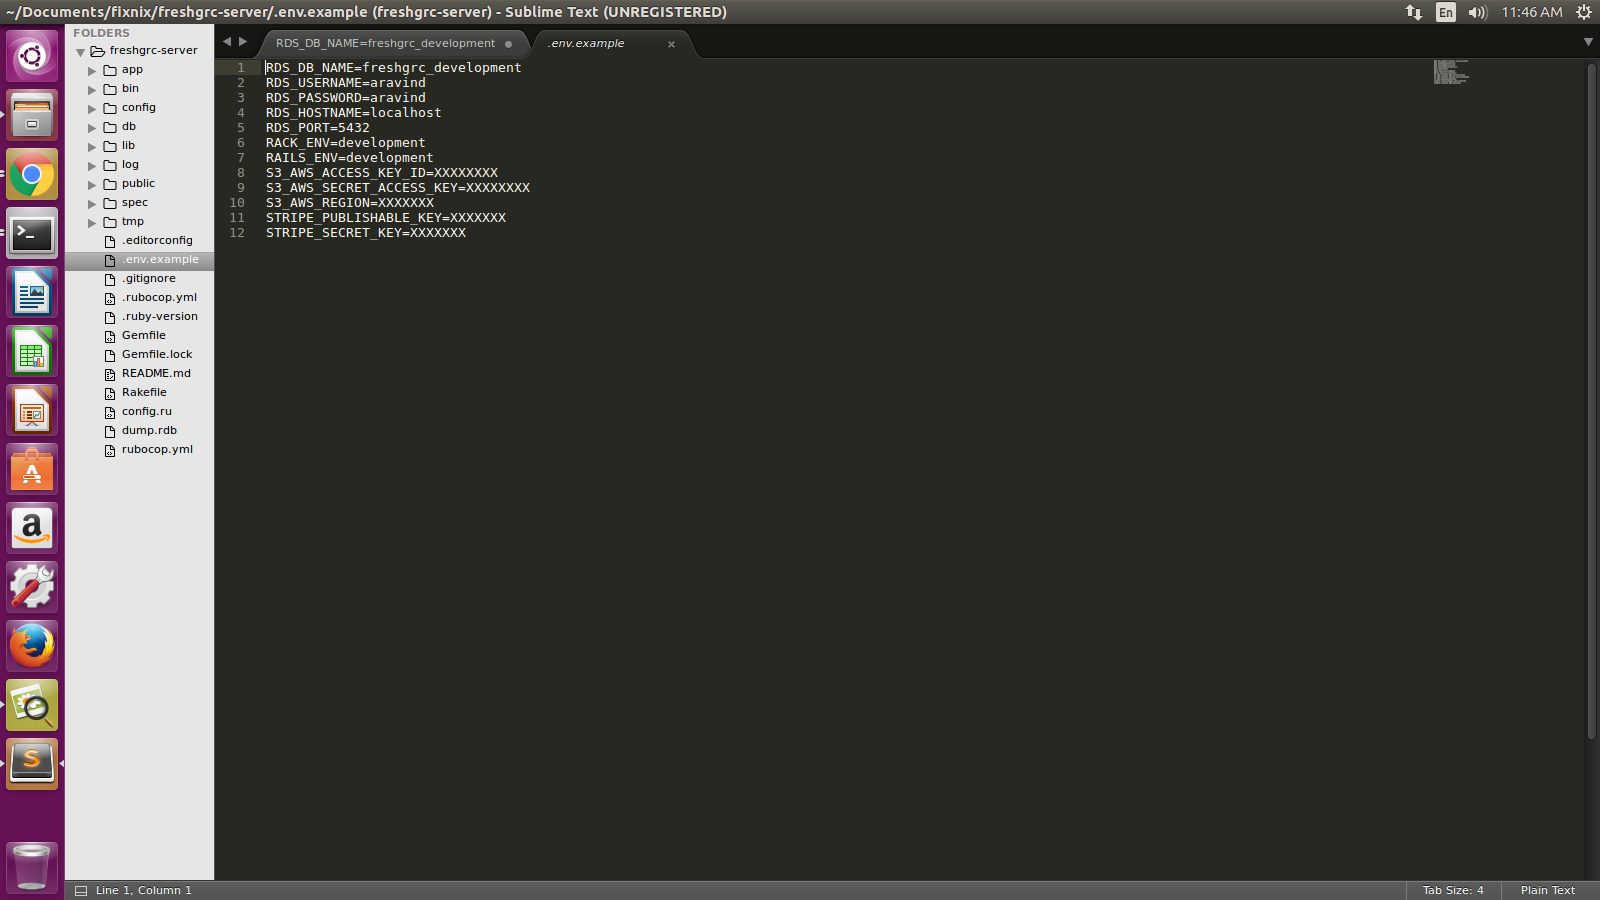 ~/Documents/fixnix/freshgrc-server/.env.example (freshgrc-server) - Sublime Text (UNREGISTERED)
En
11:46 AM
FOLDERS
freshgrc-server
app
bin
config
db
lib
log
public
spec
tmp
.editorconfig
.env.example
.gitignore
.rubocop.yml
.ruby-version
Gemfile
Gemfile.lock
README.md
Rakefile
config.ru
dump.rdb
rubocop.yml
RDS_DB_NAME=freshgrc_development
.env.example
1 RDS_DB_NAME=freshgrc_development
2 RDS_USERNAME=aravind
3 RDS_PASSWORD=aravind
4 RDS_HOSTNAME=localhost
5 RDS_PORT=5432
6 RACK_ENV=development
7 RAILS_ENV=development
8 S3_AWS_ACCESS_KEY_ID=XXXXXXXX
9 S3_AWS_SECRET_ACCESS_KEY=XXXXXXXX
10 S3_AWS_REGION=XXXXXXX
11 STRIPE_PUBLISHABLE_KEY=XXXXXXX
12 STRIPE_SECRET_KEY=XXXXXXX
Line 1, Column 1
Tab Size: 4
Plain Text